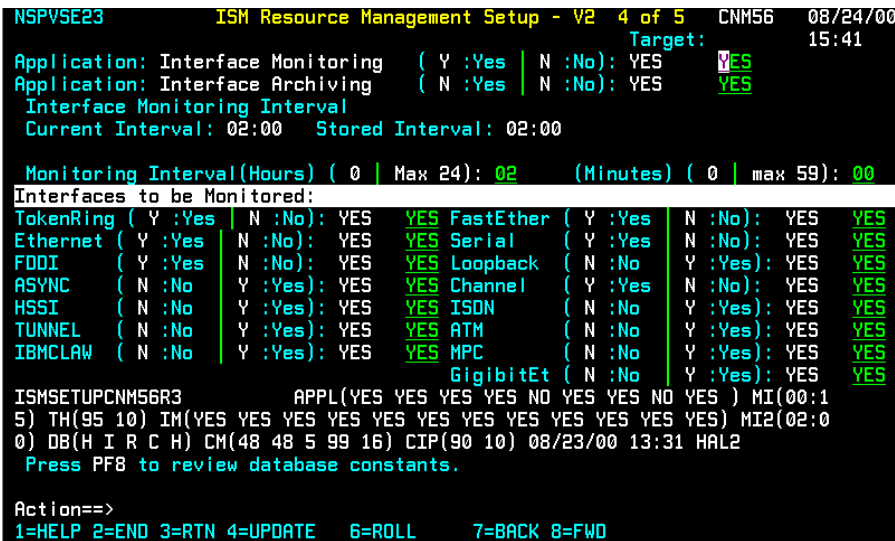 NSPVSE23 ISM Resource Management Setup - V2 4 of 5 CNM56 08/24/00
Target: 15:41
Application: Interface Monitoring ( Y :Yes | N :No): YES YES
Application: Interface Archiving ( N :Yes | N :No): YES YES
Interface Monitoring Interval
Current Interval: 02:00 Stored Interval: 02:00
Monitoring Interval(Hours) ( 0 | Max 24): 02 (Minutes) ( 0 | max 59): 00
Interfaces to be Monitored:
TokenRing ( Y :Yes | N :No): YES YES FastEther ( Y :Yes | N :No): YES YES
Ethernet ( Y :Yes | N :No): YES YES Serial ( Y :Yes | N :No): YES YES
FDDI ( Y :Yes | N :No): YES YES Loopback ( N :No | Y :Yes): YES YES
ASYNC ( N :No | Y :Yes): YES YES Channel ( Y :Yes | N :No): YES YES
HSSI ( N :No | Y :Yes): YES YES ISDN ( N :No | Y :Yes): YES YES
TUNNEL ( N :No | Y :Yes): YES YES ATM ( N :No | Y :Yes): YES YES
IBMCLAW ( N :No | Y :Yes): YES YES MPC ( N :No | Y :Yes): YES YES
GigibitEt ( N :No | Y :Yes): YES YES
ISMSETUPCNM56R3 APPL(YES YES YES YES NO YES YES NO YES ) MI(00:1
5) TH(95 10) IM(YES YES YES YES YES YES YES YES YES YES YES YES) MI2(02:0
0) DB(H I R C H) CM(48 48 5 99 16) CIP(90 10) 08/23/00 13:31 HAL2
Press PF8 to review database constants.
Action==>
1=HELP 2=END 3=RTN 4=UPDATE 6=ROLL 7=BACK 8=FWD